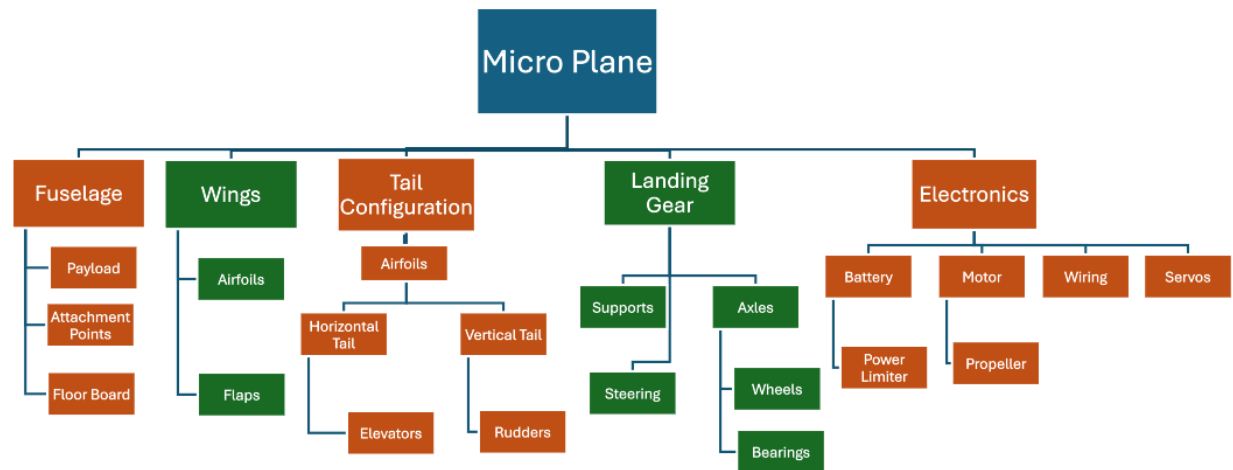 Micro Plane
Fuselage
Wings
Tail
Configuration
Landing
Gear
Electronics
Payload
Attachment
Points
Floor Board
Airfoils
Flaps
Airfoils
Horizontal
Tail
Vertical Tail
Elevators
Rudders
Supports
Axles
Steering
Wheels
Bearings
Battery
Motor
Wiring
Servos
Power
Limiter
Propeller